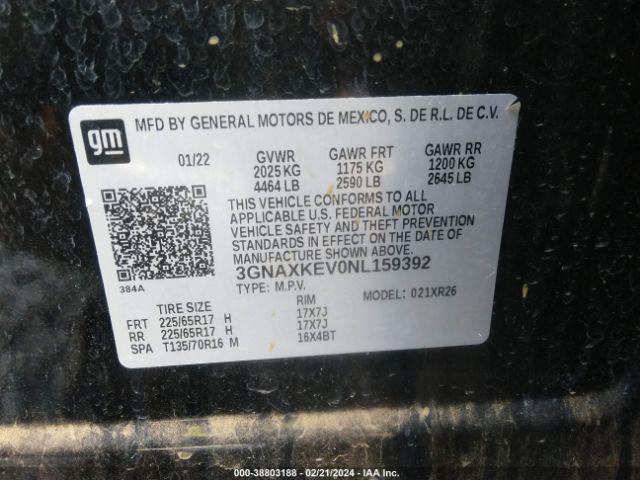 gm
MFD BY GENERAL MOTORS DE MEXICO, S. DE R.L. DE C.V.
01/22 GVWR GAWR FRT GAWR RR
2025 KG 1175 KG 1200 KG
4464 LB 2590 LB 2645 LB
THIS VEHICLE CONFORMS TO ALL
APPLICABLE U.S. FEDERAL MOTOR
VEHICLE SAFETY AND THEFT PREVENTION
STANDARDS IN EFFECT ON THE DATE OF
MANUFACTURE SHOWN ABOVE.
3GNAXKEV0NL159392
384A
TYPE: M.P.V. MODEL: 021XR26
TIRE SIZE RIM
FRT 225/65R17 H 17X7J
RR 225/65R17 H 17X7J
SPA T135/70R16 M 16X4BT
000-38803188 - 02/21/2024 - IAA Inc.